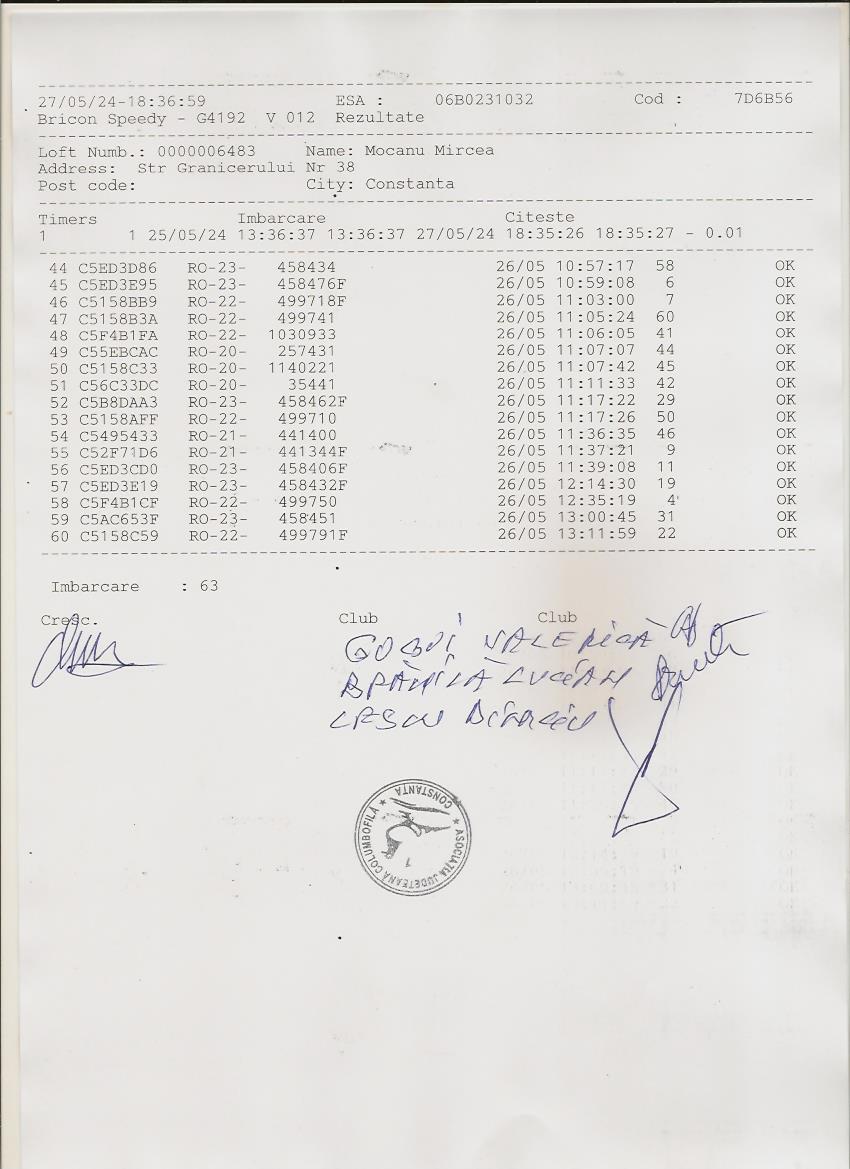 27/05/24-18:36:59 ESA : 06B0231032 Cod : 7D6B56
Bricon Speedy - G4192 V 012 Rezultate
Loft Numb.: 0000006483 Name: Mocanu Mircea
Address: Str Granicerului Nr 38
Post code: City: Constanta
Timers Imbarcare Citeste
1 1 25/05/24 13:36:37 13:36:37 27/05/24 18:35:26 18:35:27 - 0.01
44 C5ED3D86 RO-23- 458434 26/05 10:57:17 58 OK
45 C5ED3E95 RO-23- 458476F 26/05 10:59:08 6 OK
46 C5158BB9 RO-22- 499718F 26/05 11:03:00 7 OK
47 C5158B3A RO-22- 499741 26/05 11:05:24 60 OK
48 C5F4B1FA RO-22- 1030933 26/05 11:06:05 41 OK
49 C55EBCAC RO-20- 257431 26/05 11:07:07 44 OK
50 C5158C33 RO-20- 1140221 26/05 11:07:42 45 OK
51 C56C33DC RO-20- 35441 26/05 11:11:33 42 OK
52 C5B8DAA3 RO-23- 458462F 26/05 11:17:22 29 OK
53 C5158AFF RO-22- 499710 26/05 11:17:26 50 OK
54 C5495433 RO-21- 441400 26/05 11:36:35 46 OK
55 C52F71D6 RO-21- 441344F 26/05 11:37:21 9 OK
56 C5ED3CD0 RO-23- 458406F 26/05 11:39:08 11 OK
57 C5ED3E19 RO-23- 458432F 26/05 12:14:30 19 OK
58 C5F4B1CF RO-22- 499750 26/05 12:35:19 4 OK
59 C5AC653F RO-23- 458451 26/05 13:00:45 31 OK
60 C5158C59 RO-22- 499791F 26/05 13:11:59 22 OK
Imbarcare : 63
Cresc. Club Club
LUCIAN
ASOCIAȚIA JUDEȚEANĂ COLUMBOFILĂ * CONSTANȚA *
1